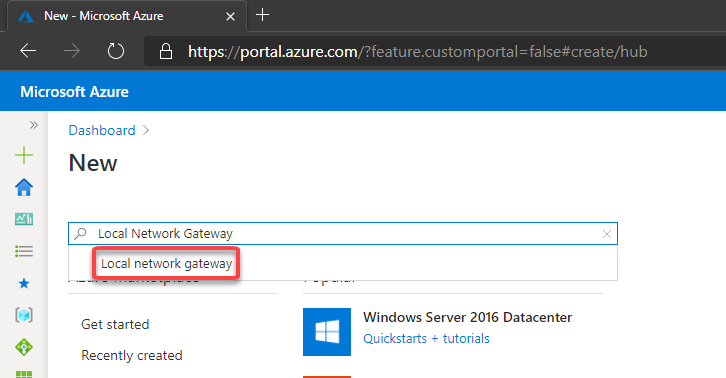 New - Microsoft Azure
https://portal.azure.com/?feature.customportal=false#create/hub
Microsoft Azure
Dashboard
New
Local Network Gateway
Local network gateway
Azure Marketplace
Popular
Get started
Recently created
Windows Server 2016 Datacenter
Quickstarts + tutorials